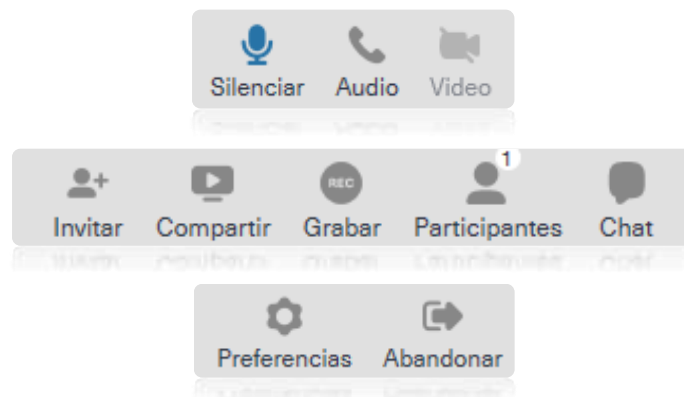 Silenciar Audio Video
1
REC
Invitar Compartir Grabar Participantes Chat
Preferencias Abandonar